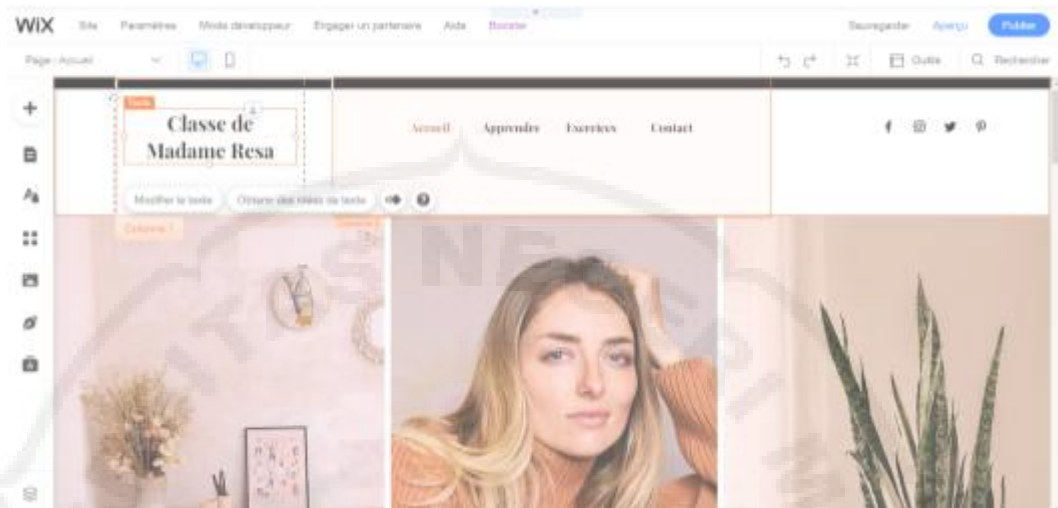 WiX Site Paramètres Mode développeur Engager un partenaire Aide Booster Sauvegarder Aperçu Publier
Page : Accueil Outils Rechercher
Texte
Classe de
Madame Resa
Accueil Apprendre Exercices Contact
Modifier le texte Obtenir des idées de texte
Colonne 1